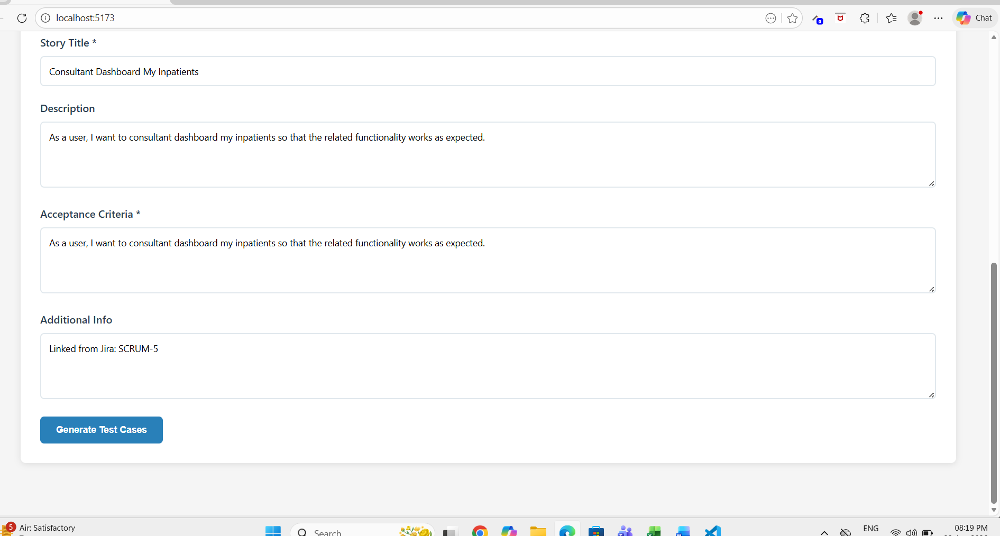 localhost:5173
0
Chat
Story Title *
Consultant Dashboard My Inpatients
Description
As a user, I want to consultant dashboard my inpatients so that the related functionality works as expected.
Acceptance Criteria *
As a user, I want to consultant dashboard my inpatients so that the related functionality works as expected.
Additional Info
Linked from Jira: SCRUM-5
Generate Test Cases
5
Air: Satisfactory
Search
ENG
08:19 PM